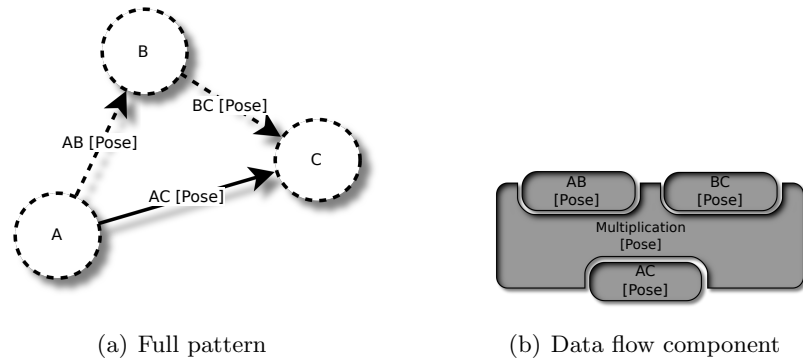 B
BC [Pose]
AB [Pose]
C
AC [Pose]
A
AB
[Pose]
BC
[Pose]
Multiplication
[Pose]
AC
[Pose]
(a) Full pattern
(b) Data flow component